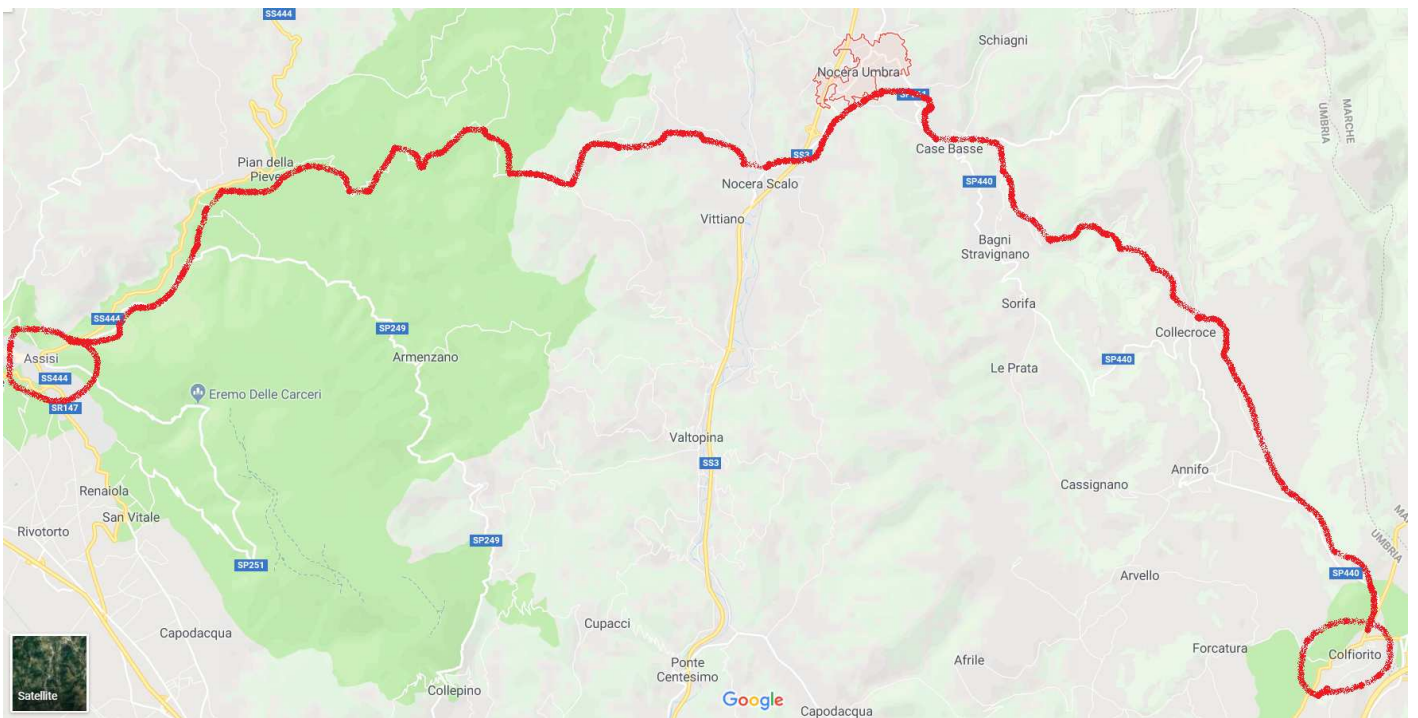 SS444
Schiagni
Nocera Umbra
UMBRIA
MARCHE
Case Basse
SS3
Pian della
Pieve
Nocera Scalo
SP440
Vittiano
Bagni
Stravignano
Sorifa
SS444
SP249
Collecroce
Assisi
Armenzano
SP440
Le Prata
SS444
Eremo Delle Carceri
SR147
Valtopina
SS3
Annifo
Cassignano
Renaiola
San Vitale
Rivotorto
SP249
UMBRIA
SP251
SP440
Arvello
Capodacqua
Cupacci
Forcatura
Colfiorito
Afrile
Ponte
Centesimo
Collepino
Satellite
Google
Capodacqua